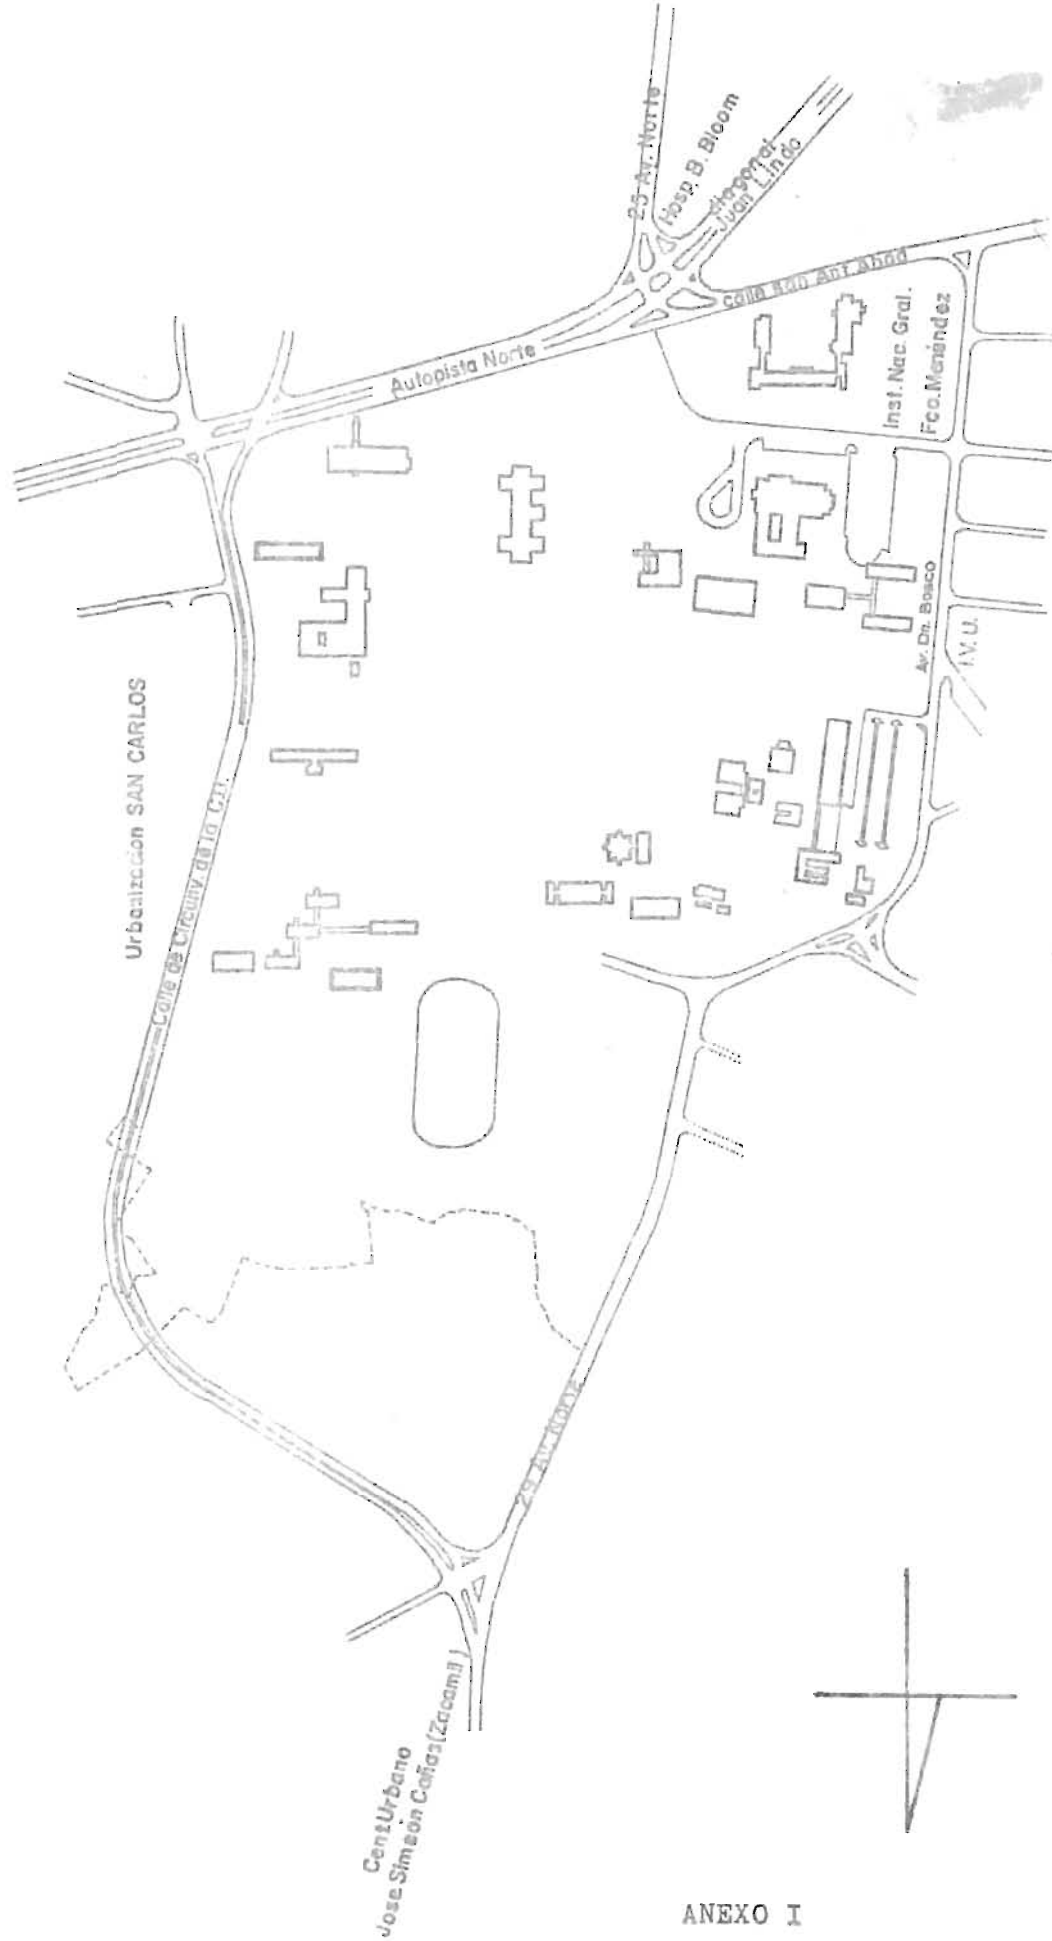 25 Av. Norte
Hosp. B. Bloom
diagonal
Juan Lindo
calle san Ant. Abad
Autopista Norte
Inst. Nac. Gral.
Fco. Menéndez
Av. Dn. Bosco
I.V.U.
Urbanizacion SAN CARLOS
Calle de Circunv. de la C.U.
29 Av. Norte
Cent Urbano
Jose Simeón Cañas (Zacamil)
ANEXO I